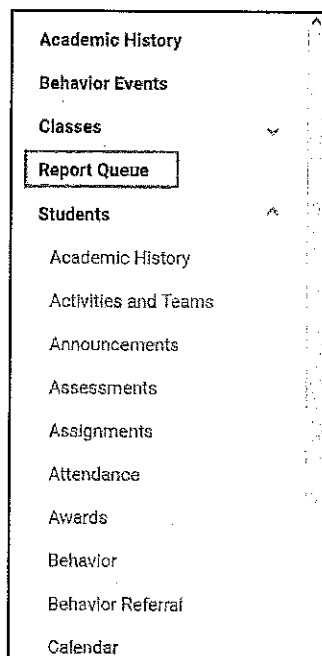 Academic History
Behavior Events
Classes
Report Queue
Students
Academic History
Activities and Teams
Announcements
Assessments
Assignments
Attendance
Awards
Behavior
Behavior Referral
Calendar